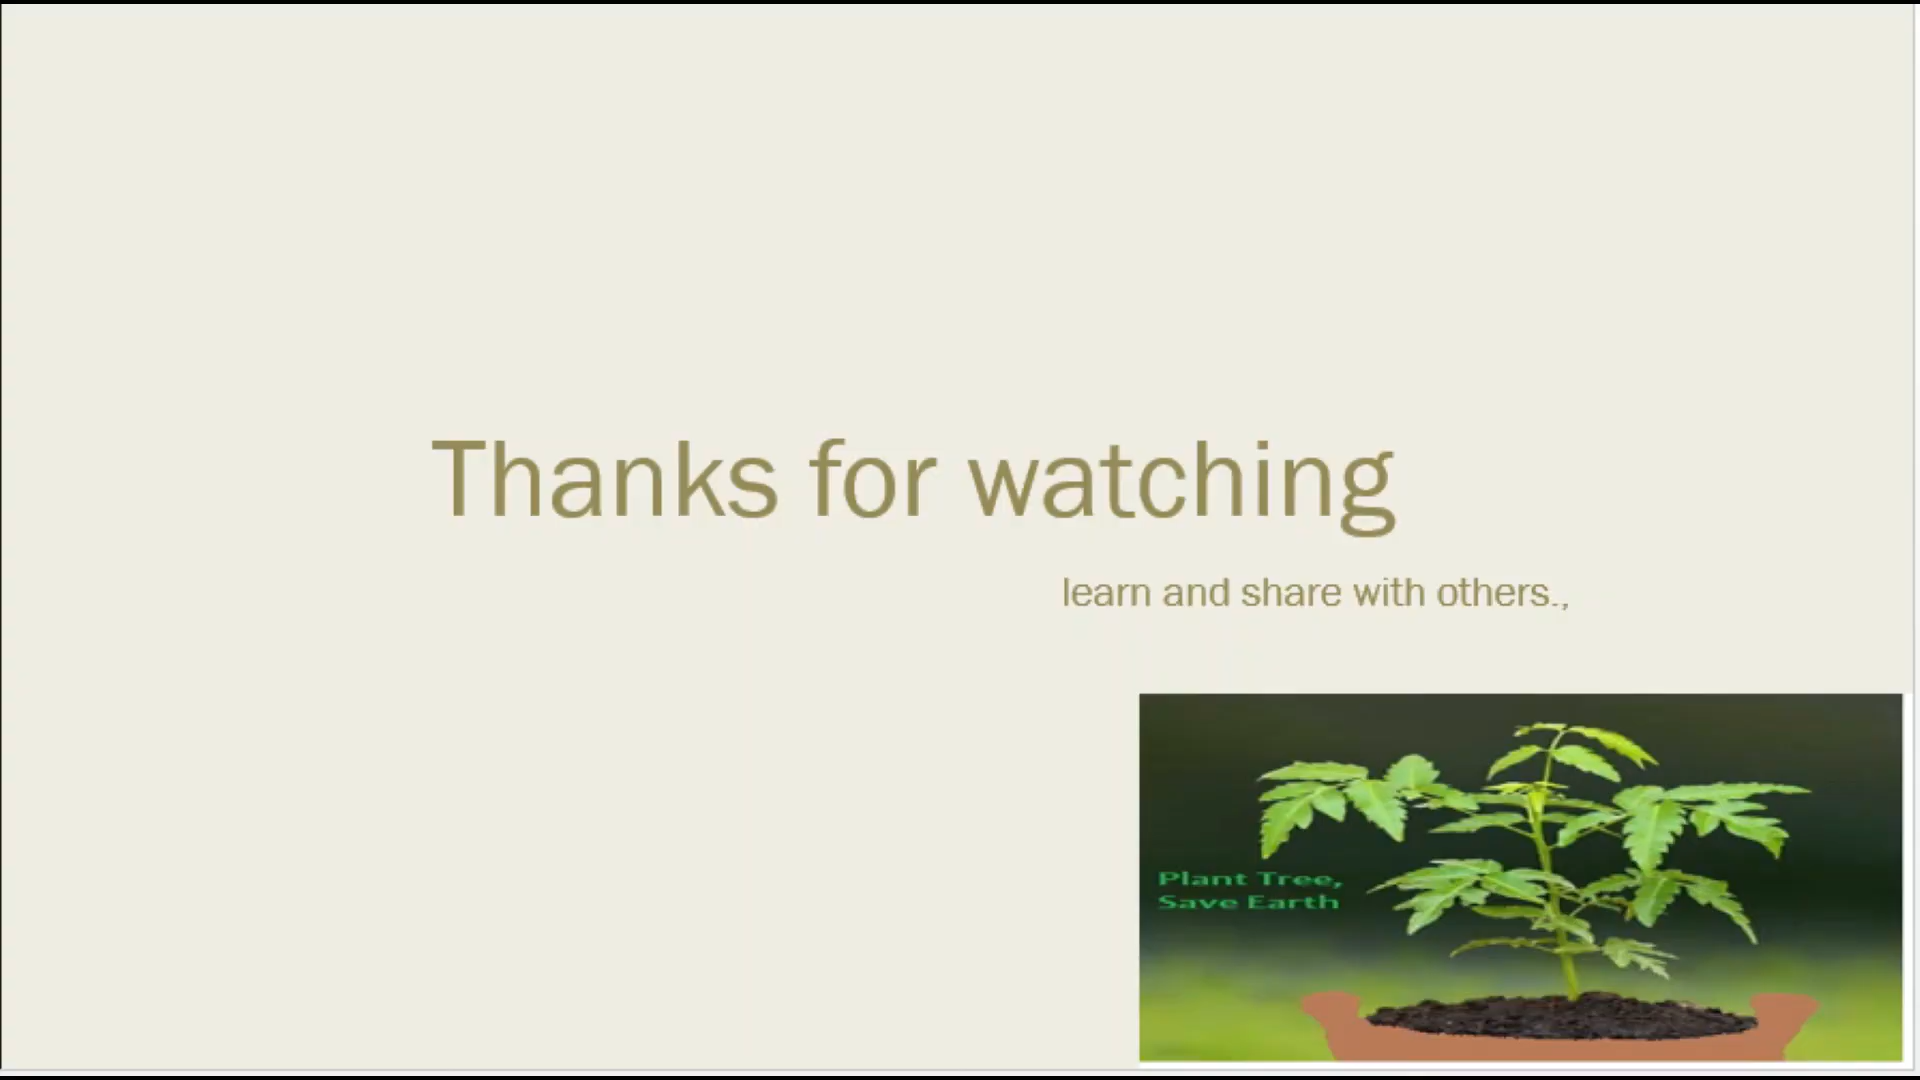 Thanks for watching
learn and share with others.,
Plant Tree,
Save Earth